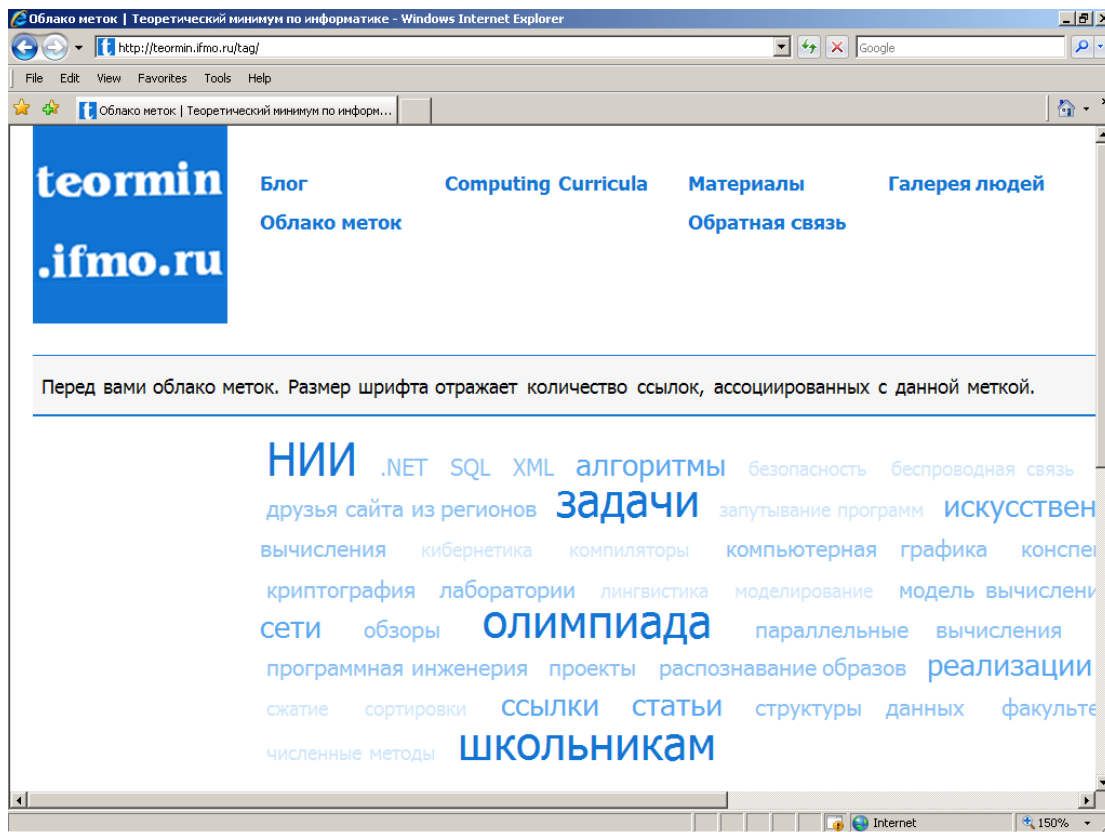 Облако меток | Теоретический минимум по информатике - Windows Internet Explorer
http://teormin.ifmo.ru/tag/
Google
File Edit View Favorites Tools Help
Облако меток | Теоретический минимум по информ...
teormin
.ifmo.ru
Блог Computing Curricula Материалы Галерея людей
Облако меток Обратная связь
Перед вами облако меток. Размер шрифта отражает количество ссылок, ассоциированных с данной меткой.
НИИ .NET SQL XML алгоритмы безопасность беспроводная связь
друзья сайта из регионов задачи запутывание программ искусствен
вычисления кибернетика компиляторы компьютерная графика конспе
криптография лаборатории лингвистика моделирование модель вычислени
сети обзоры олимпиада параллельные вычисления
программная инженерия проекты распознавание образов реализации
сжатие сортировки ссылки статьи структуры данных факульте
численные методы школьникам
Internet 150%